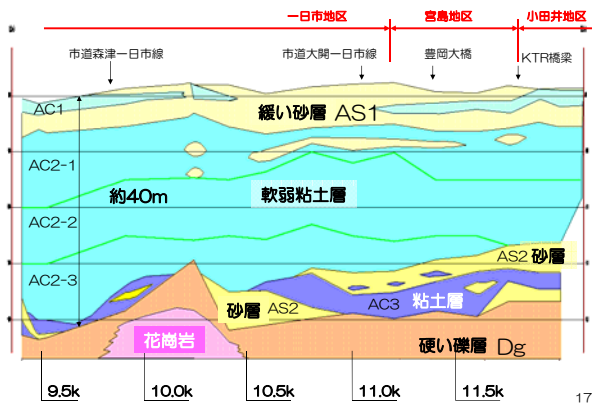 一日市地区 宮島地区 小田井地区
市道森津一日市線 市道大開一日市線 豊岡大橋 KTR橋梁
AC1 緩い砂層 AS1
AC2-1
約40m 軟弱粘土層
AC2-2
AS2 砂層
AC2-3
砂層 AS2 AC3 粘土層
花崗岩 硬い礫層 Dg
9.5k 10.0k 10.5k 11.0k 11.5k
17